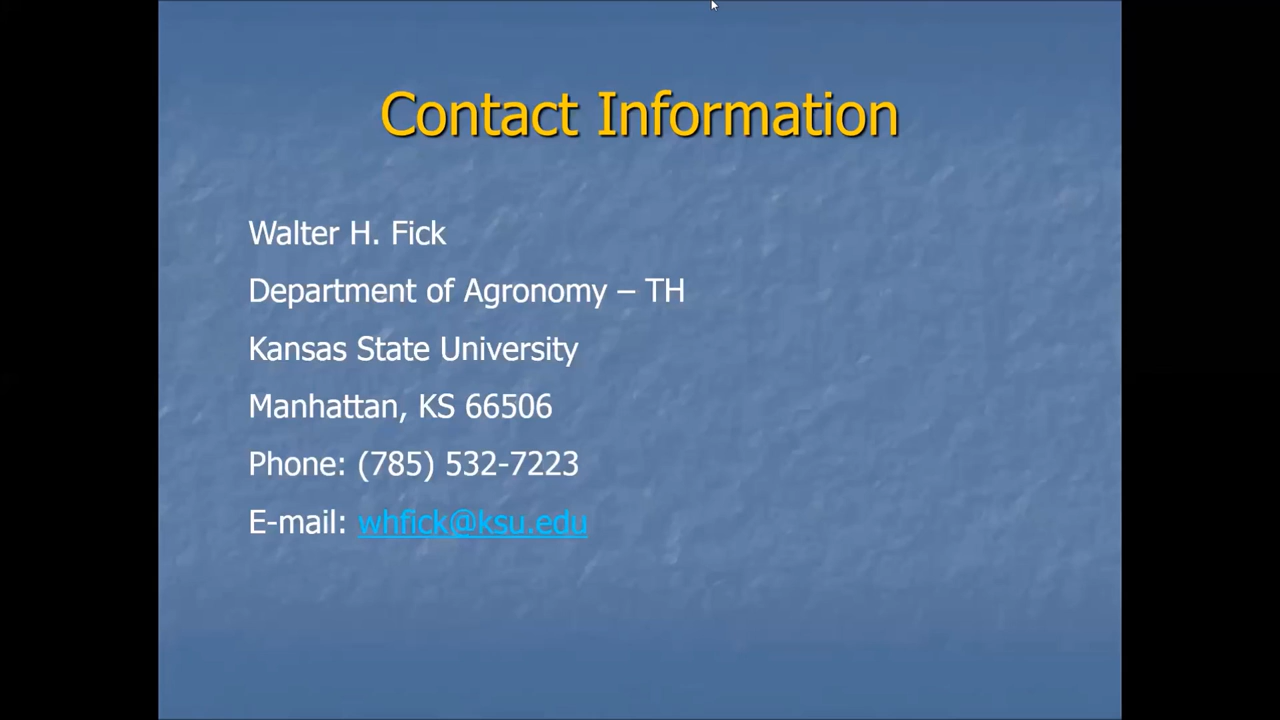 Contact Information
Walter H. Fick
Department of Agronomy – TH
Kansas State University
Manhattan, KS 66506
Phone: (785) 532-7223
E-mail: whfick@ksu.edu